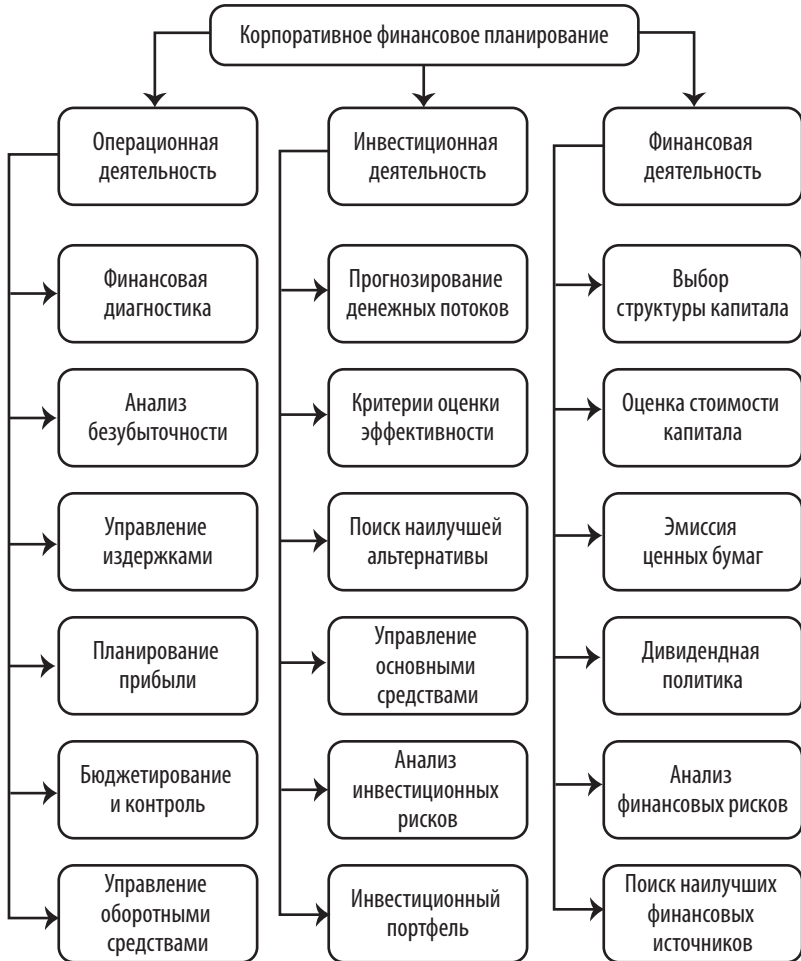 Корпоративное финансовое планирование
Операционная
деятельность
Финансовая
диагностика
Анализ
безубыточности
Управление
издержками
Планирование
прибыли
Бюджетирование
и контроль
Управление
оборотными
средствами
Инвестиционная
деятельность
Прогнозирование
денежных потоков
Критерии оценки
эффективности
Поиск наилучшей
альтернативы
Управление
основными
средствами
Анализ
инвестиционных
рисков
Инвестиционный
портфель
Финансовая
деятельность
Выбор
структуры капитала
Оценка стоимости
капитала
Эмиссия
ценных бумаг
Дивидендная
политика
Анализ
финансовых рисков
Поиск наилучших
финансовых
источников